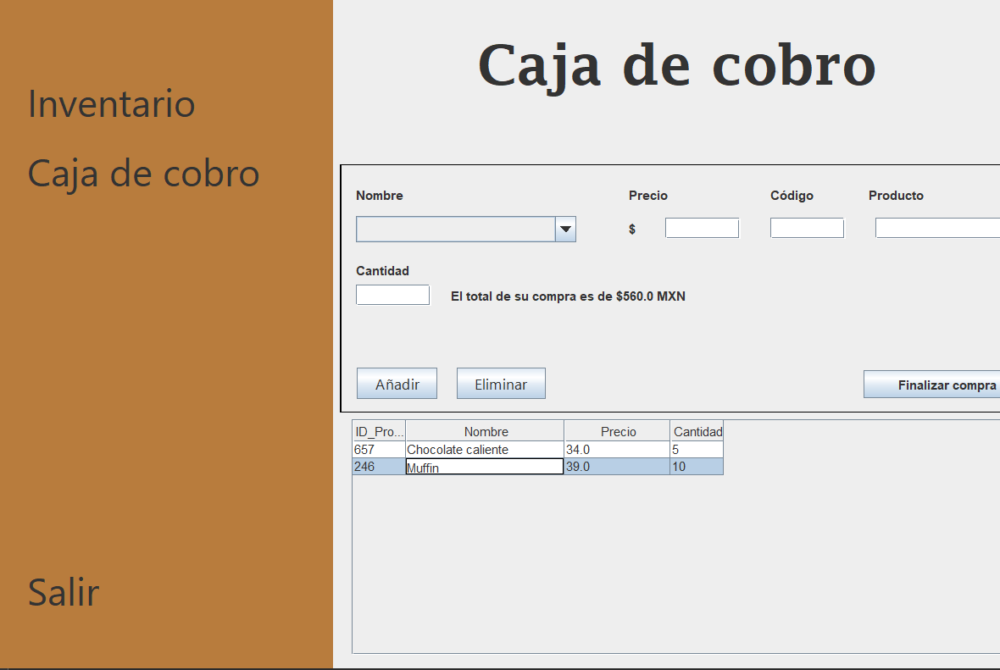 Caja de cobro
Inventario
Caja de cobro
Salir
Nombre Precio Código Producto
$
Cantidad
El total de su compra es de $560.0 MXN
Añadir Eliminar Finalizar compra
ID_Pro... Nombre Precio Cantidad
657 Chocolate caliente 34.0 5
246 Muffin 39.0 10